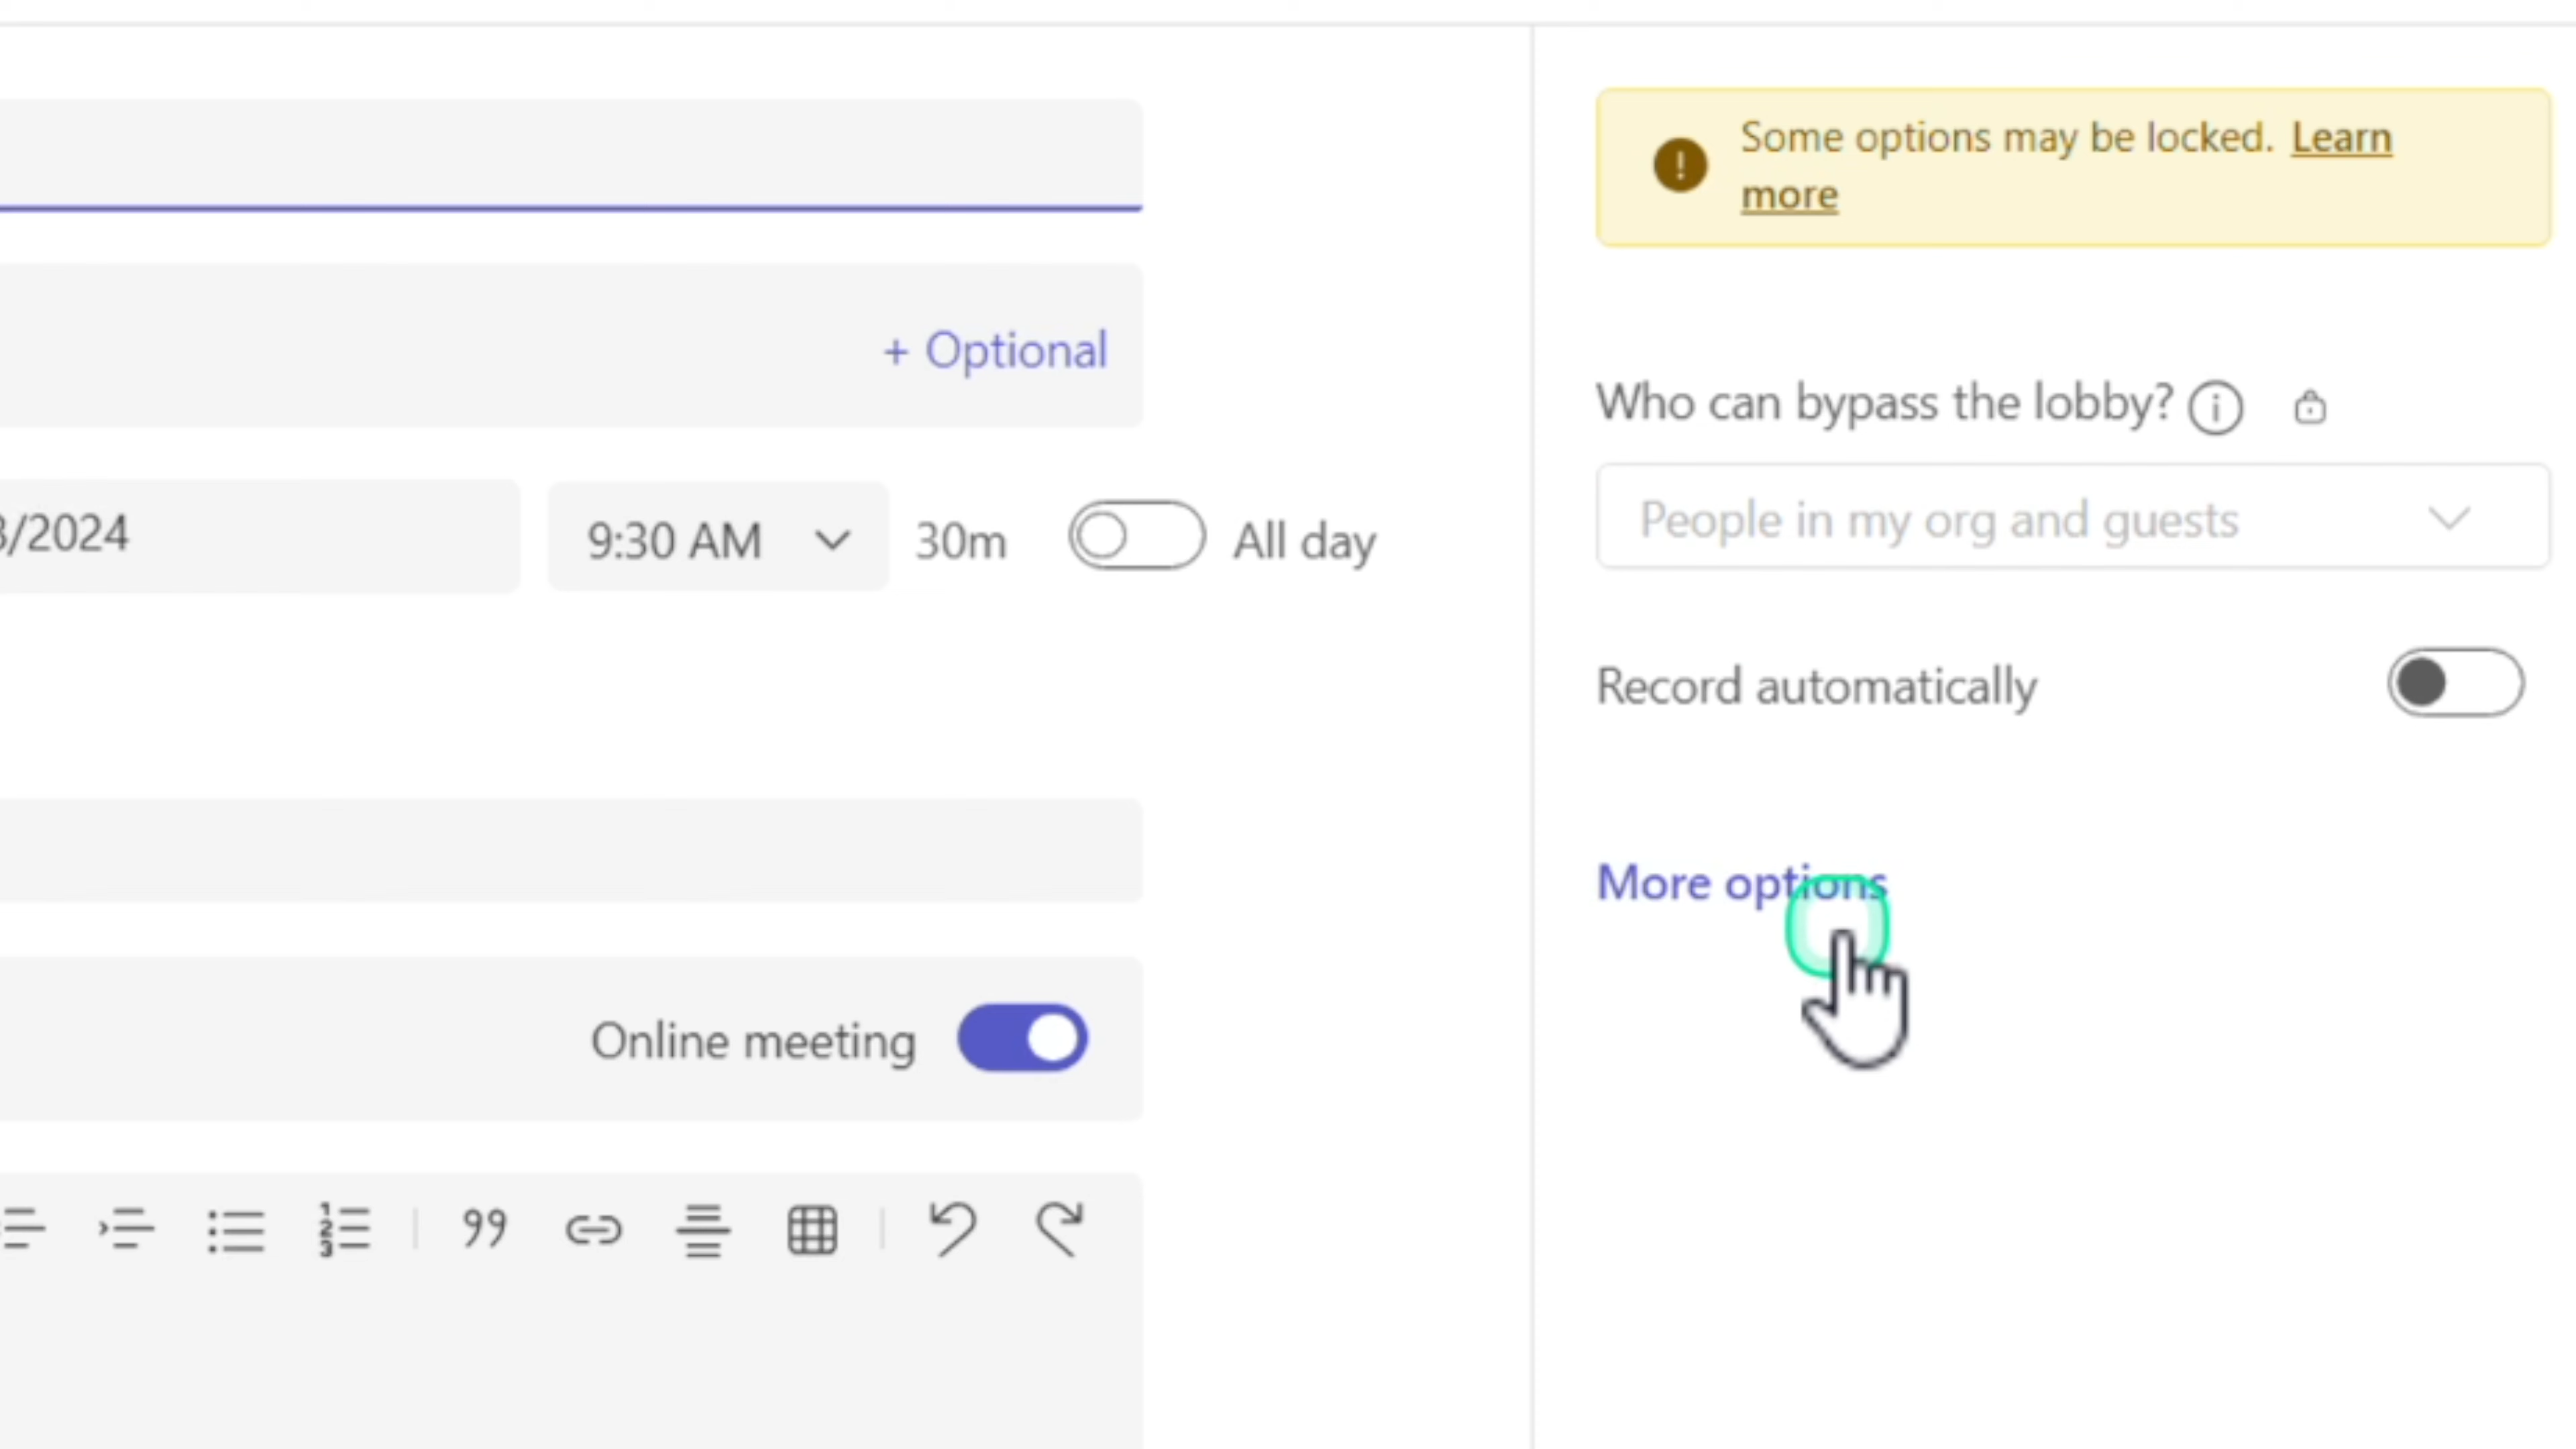 Some options may be locked. Learn
more
+ Optional
Who can bypass the lobby?
/2024
9:30 AM
30m
All day
People in my org and guests
Record automatically
More options
Online meeting